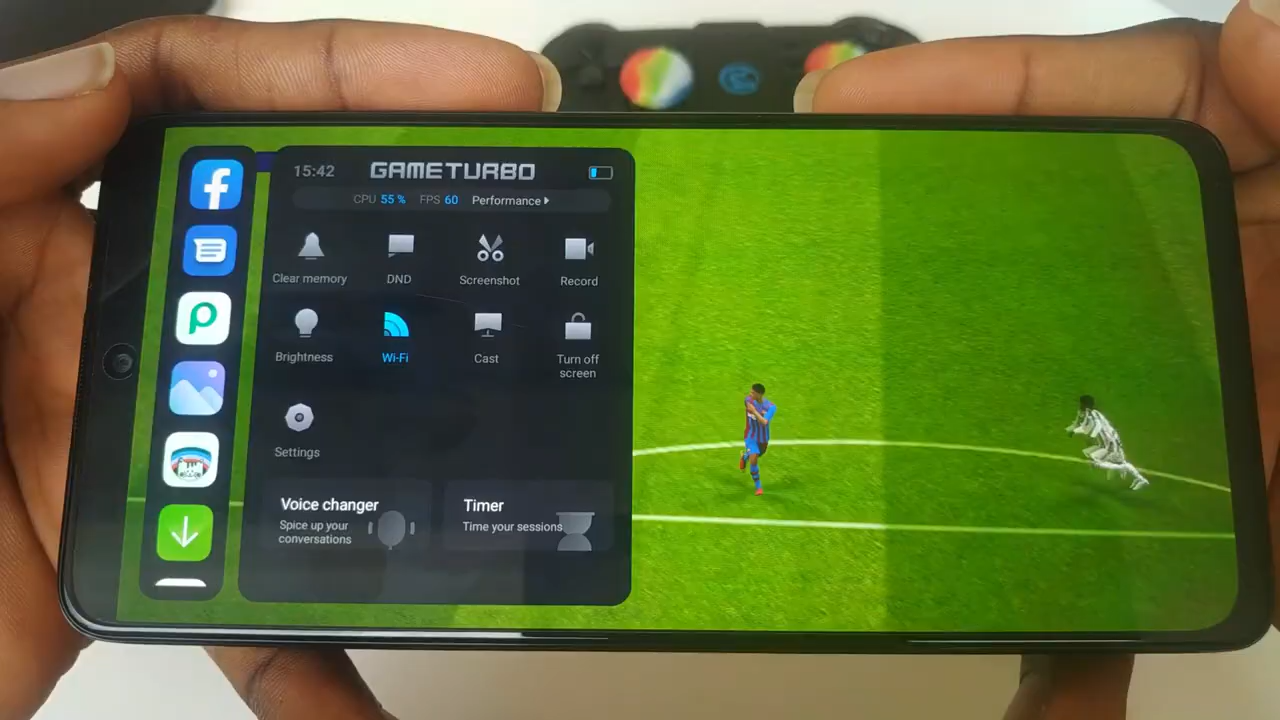 15:42 GAMETURBO
CPU 55 % FPS 60 Performance
Clear memory DND Screenshot Record
Brightness Wi-Fi Cast Turn off
screen
Settings
Voice changer
Spice up your
conversations
Timer
Time your sessions